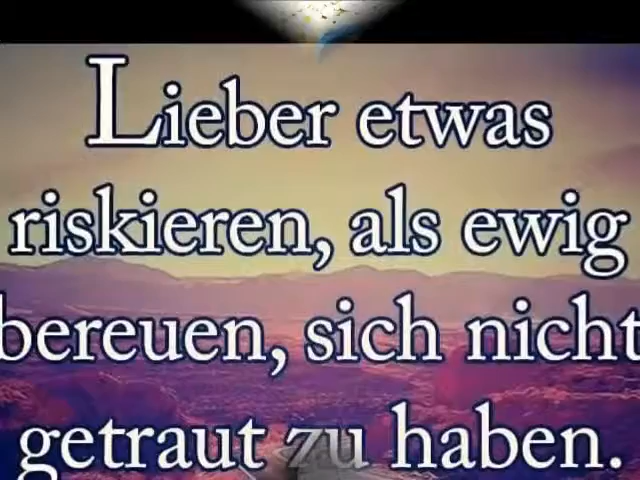 Lieber etwas
riskieren, als ewig
bereuen, sich nicht
getraut zu haben.